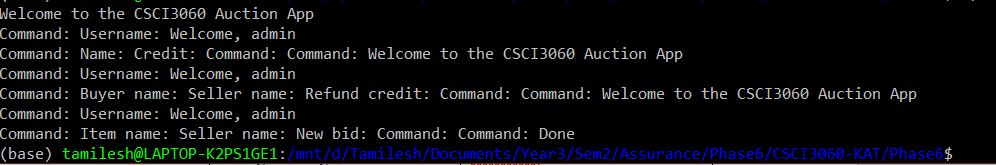 Welcome to the CSCI3060 Auction App
Command: Username: Welcome, admin
Command: Name: Credit: Command: Command: Welcome to the CSCI3060 Auction App
Command: Username: Welcome, admin
Command: Buyer name: Seller name: Refund credit: Command: Command: Welcome to the CSCI3060 Auction App
Command: Username: Welcome, admin
Command: Item name: Seller name: New bid: Command: Command: Done
(base) tamilesh@LAPTOP-K2PS1GE1:/mnt/d/Tamilesh/Documents/Year3/Sem2/Assurance/Phase6/CSCI3060-KAT/Phase6$